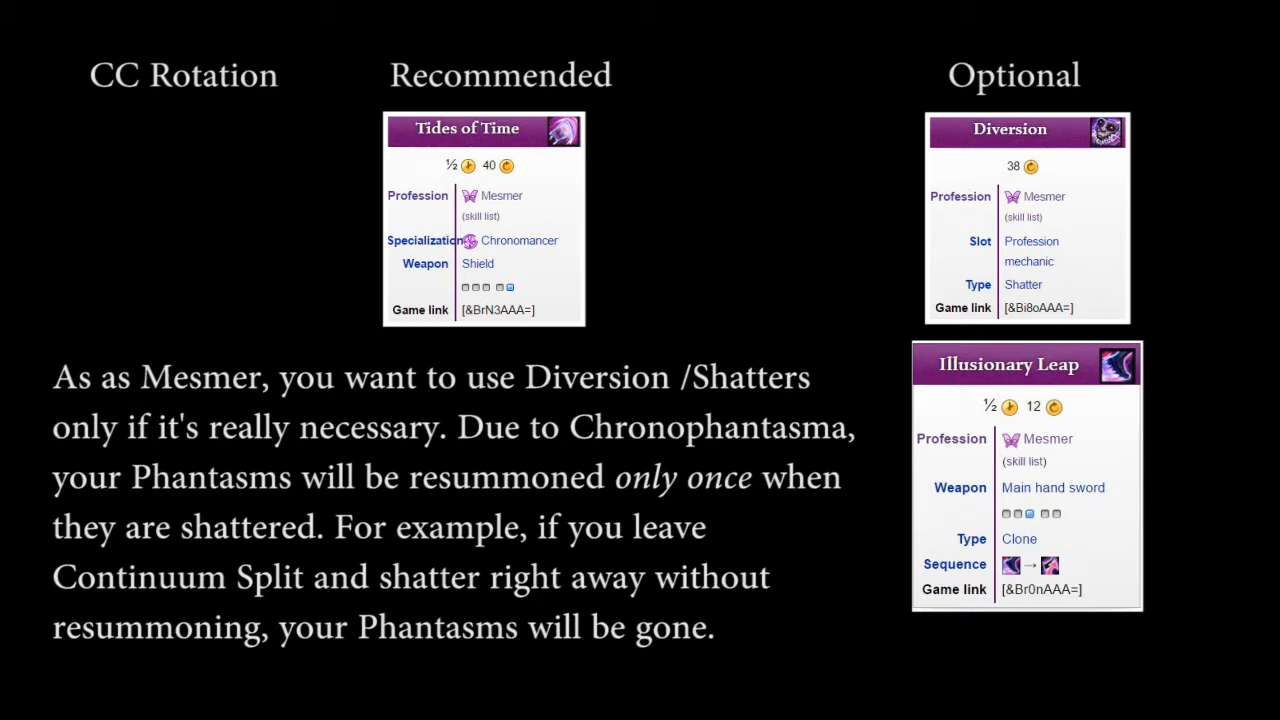 CC Rotation
Recommended
Optional
Tides of Time
½ 40
Profession Mesmer
(skill list)
Specialization Chronomancer
Weapon Shield
Game link [&BrN3AAA=]
Diversion
38
Profession Mesmer
(skill list)
Slot Profession
mechanic
Type Shatter
Game link [&Bi8oAAA=]
Illusionary Leap
½ 12
Profession Mesmer
(skill list)
Weapon Main hand sword
Type Clone
Sequence →
Game link [&Br0nAAA=]
As as Mesmer, you want to use Diversion /Shatters
only if it's really necessary. Due to Chronophantasma,
your Phantasms will be resummoned only once when
they are shattered. For example, if you leave
Continuum Split and shatter right away without
resummoning, your Phantasms will be gone.